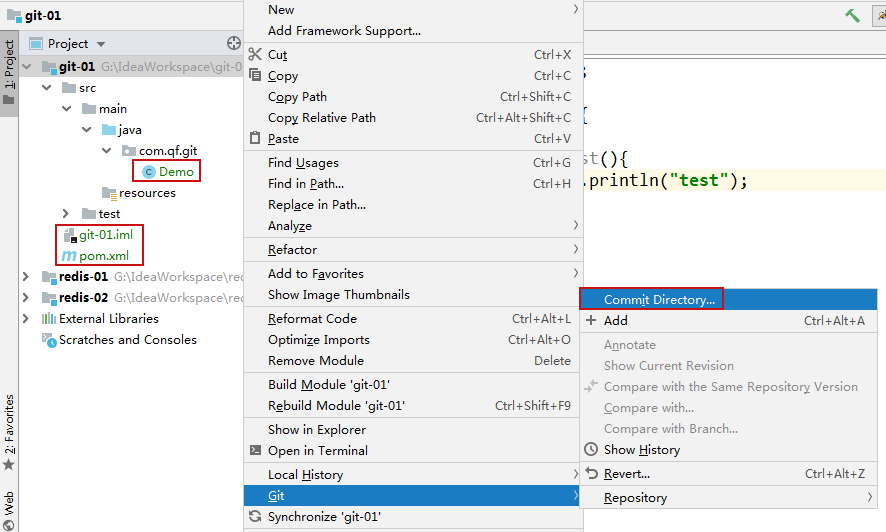 git-01
Project
git-01 G:\IdeaWorkspace\git-0
src
main
java
com.qf.git
Demo
resources
test
git-01.iml
pom.xml
redis-01 G:\IdeaWorkspace\red
redis-02 G:\IdeaWorkspace\red
External Libraries
Scratches and Consoles
1: Project
2: Favorites
Web
New
Add Framework Support...
Cut Ctrl+X
Copy Ctrl+C
Copy Path Ctrl+Shift+C
Copy Relative Path Ctrl+Alt+Shift+C
Paste Ctrl+V
Find Usages Ctrl+G
Find in Path... Ctrl+H
Replace in Path...
Analyze
Refactor
Add to Favorites
Show Image Thumbnails
Reformat Code Ctrl+Alt+L
Optimize Imports Ctrl+Alt+O
Remove Module Delete
Build Module 'git-01'
Rebuild Module 'git-01' Ctrl+Shift+F9
Show in Explorer
Open in Terminal
Local History
Git
Synchronize 'git-01'
{
st(){
.println("test");
Commit Directory...
Add Ctrl+Alt+A
Annotate
Show Current Revision
Compare with the Same Repository Version
Compare with...
Compare with Branch...
Show History
Revert... Ctrl+Alt+Z
Repository